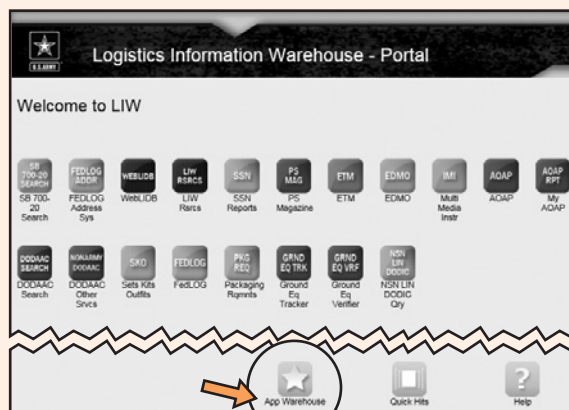 U.S.ARMY
Logistics Information Warehouse - Portal
Welcome to LIW
SB 700-20 SEARCH
FEDLOG ADDR
WEBLIDB
LIW RSRCS
SSN
PS MAG
ETM
EDMO
IMI
AOAP
AOAP RPT
SB 700-20 Search
FEDLOG Address Sys
WebLIDB
LIW Rsrcs
SSN Reports
PS Magazine
ETM
EDMO
Multi Media Instr
AOAP
My AOAP
DODAAC SEARCH
NONARMY DODAAC
SKO
FEDLOG
PKG REQ
GRND EQ TRK
GRND EQ VRF
NSN LIN DODIC
DODAAC Search
DODAAC Other Srvcs
Sets Kits Outfits
FedLOG
Packaging Rqmnts
Ground Eq Tracker
Ground Eq Verifier
NSN LIN DODIC Qry
App Warehouse
Quick Hits
?
Help